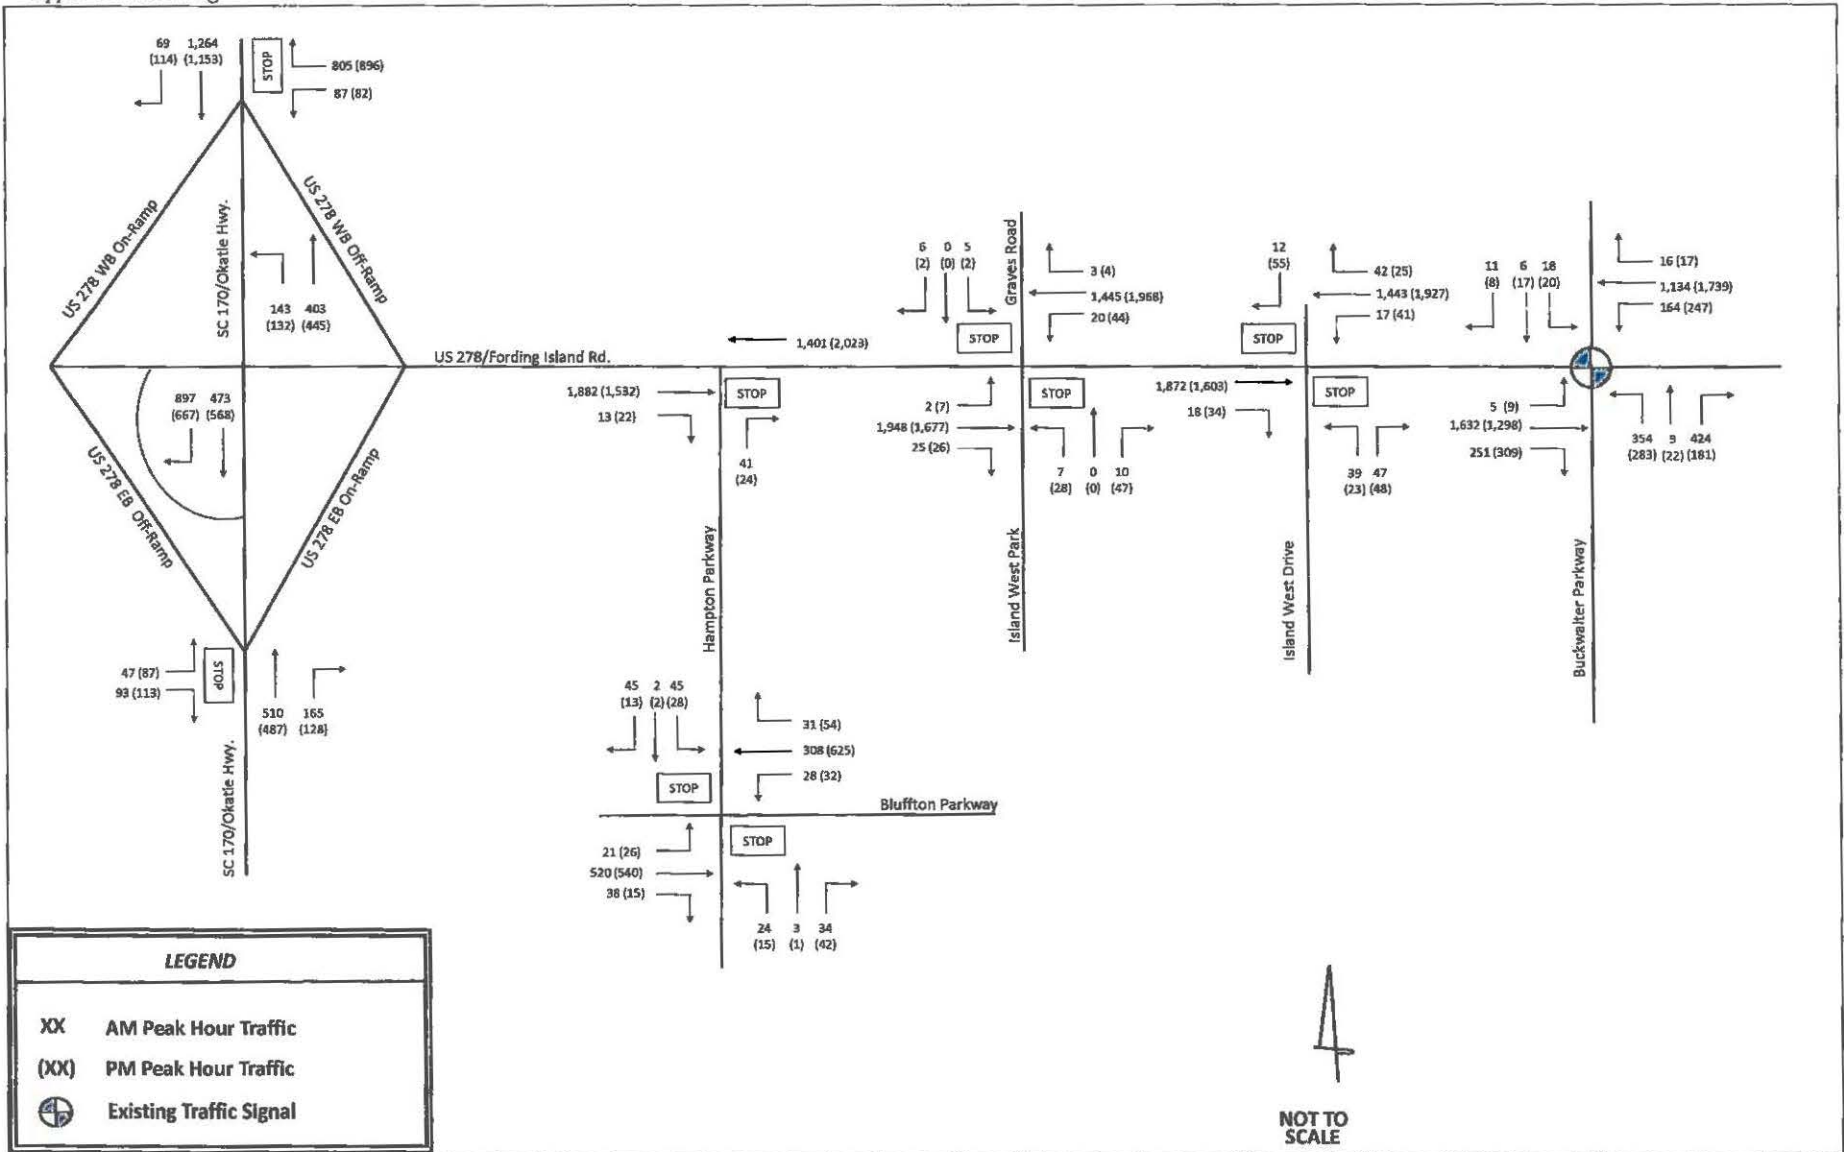 69 1,264
(114) (1,153)
STOP
805 (896)
87 (82)
US 278 WB On-Ramp
SC 170/Okatie Hwy.
US 278 WB Off-Ramp
143 403
(132) (445)
897 473
(667) (568)
US 278 EB Off-Ramp
US 278 EB On-Ramp
47 (87)
93 (113)
STOP
510 165
(487) (128)
SC 170/Okatie Hwy.
US 278/Fording Island Rd.
1,401 (2,023)
1,882 (1,532)
13 (22)
STOP
41
(24)
Hampton Parkway
6 0 5
(2) (0) (2)
Graves Road
STOP
3 (4)
1,445 (1,968)
20 (44)
2 (7)
1,948 (1,677)
25 (26)
STOP
7 0 10
(28) (0) (47)
Island West Park
12
(55)
STOP
42 (25)
1,443 (1,927)
17 (41)
1,872 (1,603)
18 (34)
STOP
39 47
(23) (48)
Island West Drive
11 6 18
(8) (17) (20)
16 (17)
1,134 (1,739)
164 (247)
5 (9)
1,632 (1,298)
251 (309)
354 9 424
(283) (22) (181)
Buckwalter Parkway
45 2 45
(13) (2) (28)
STOP
31 (54)
308 (625)
28 (32)
Bluffton Parkway
21 (26)
520 (540)
38 (15)
STOP
24 3 34
(15) (1) (42)
LEGEND
XX AM Peak Hour Traffic
(XX) PM Peak Hour Traffic
Existing Traffic Signal
NOT TO
SCALE